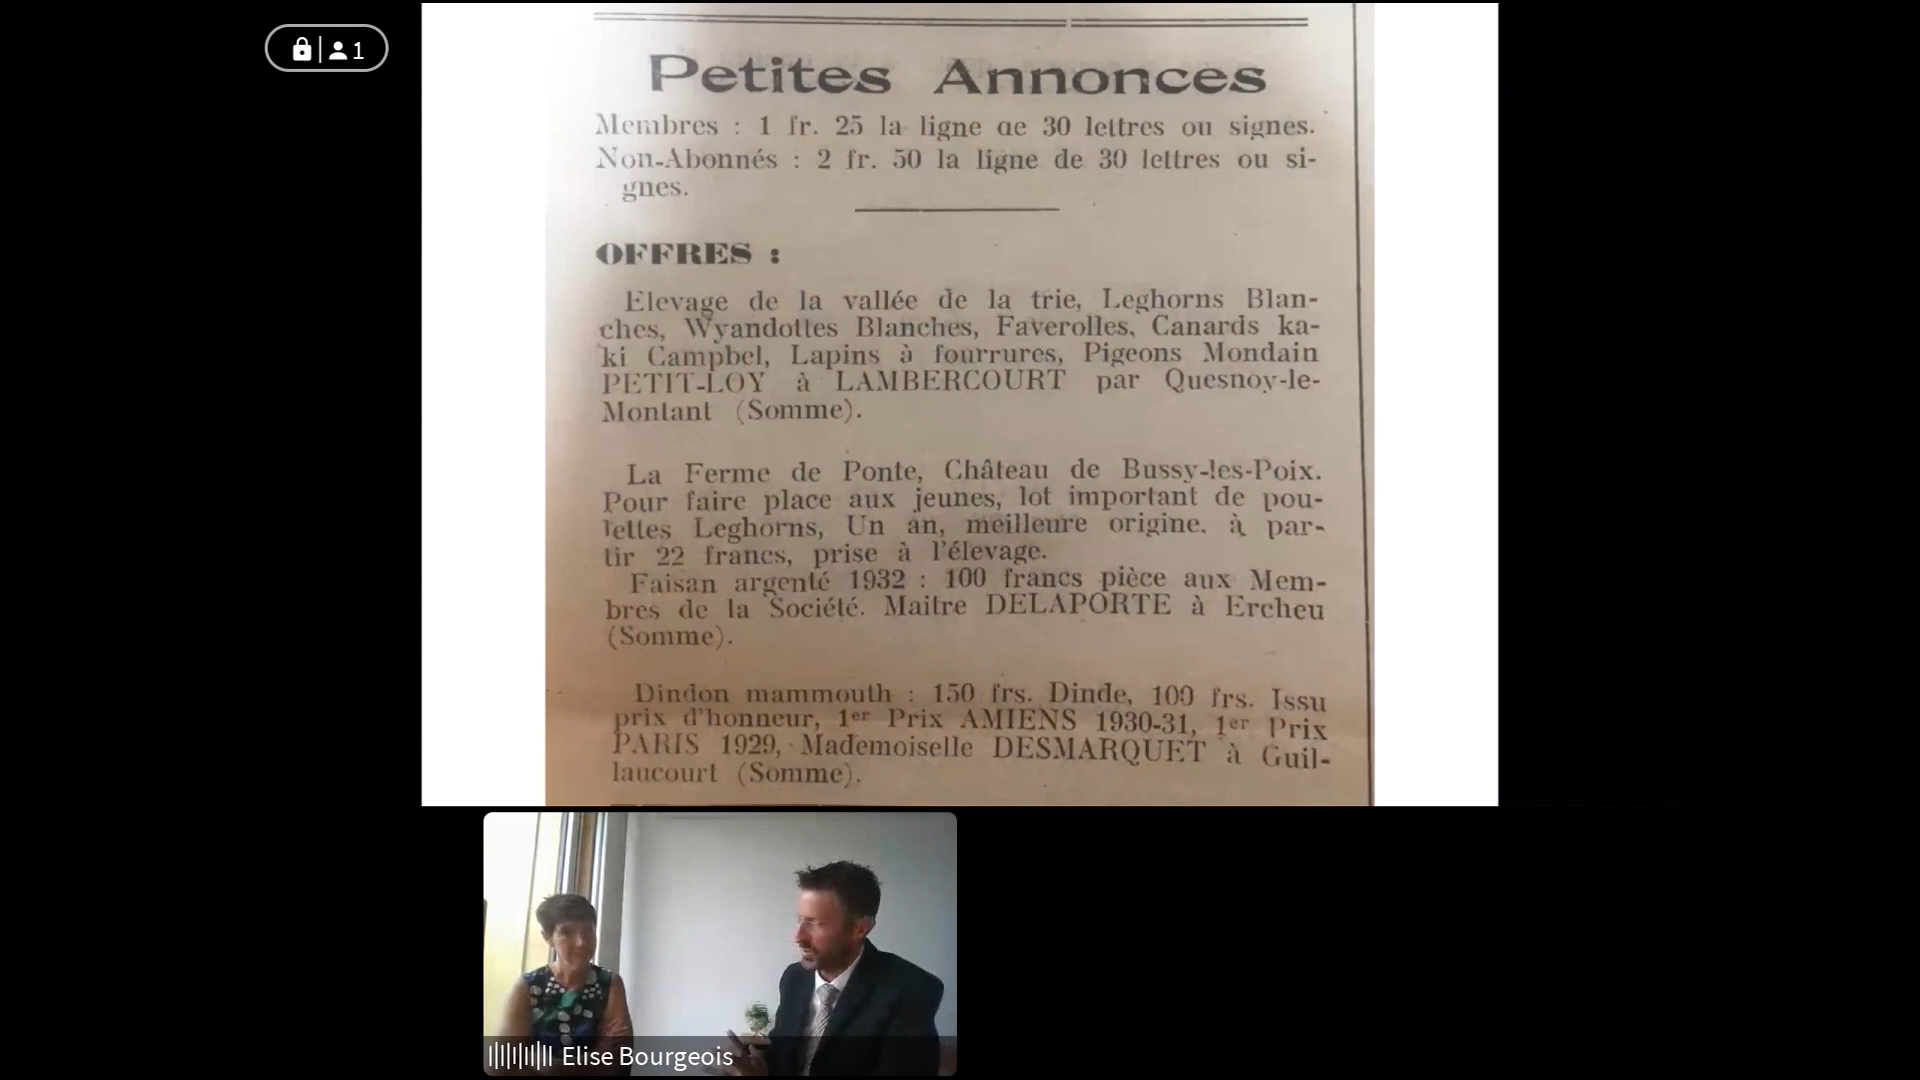 1
Petites Annonces
Membres : 1 fr. 25 la ligne de 30 lettres ou signes.
Non-Abonnés : 2 fr. 50 la ligne de 30 lettres ou si-
gnes.
OFFRES :
Elevage de la vallée de la trie, Leghorns Blan-
ches, Wyandottes Blanches, Faverolles, Canards ka-
ki Campbel, Lapins à fourrures, Pigeons Mondain
PETIT-LOY à LAMBERCOURT par Quesnoy-le-
Montant (Somme).
La Ferme de Ponte, Château de Bussy-les-Poix.
Pour faire place aux jeunes, lot important de pou-
lettes Leghorns, Un an, meilleure origine. à par-
tir 22 francs, prise à l'élevage.
Faisan argenté 1932 : 100 francs pièce aux Mem-
bres de la Société. Maitre DELAPORTE à Ercheu
(Somme).
Dindon mammouth : 150 frs. Dinde, 100 frs. Issu
prix d'honneur, 1er Prix AMIENS 1930-31, 1er Prix
PARIS 1929, Mademoiselle DESMARQUET à Guil-
laucourt (Somme).
Elise Bourgeois